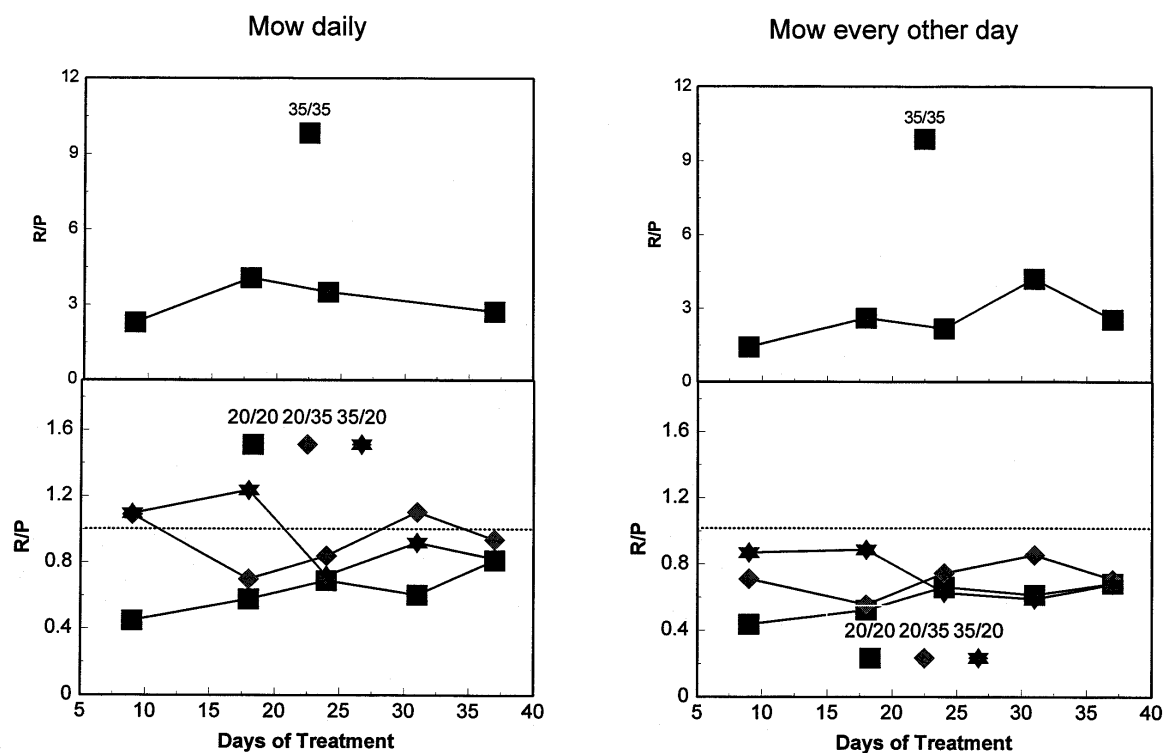 Mow daily
12
9
6
3
0
R/P
35/35
1.6
1.2
0.8
0.4
0
R/P
20/20 20/35 35/20
5 10 15 20 25 30 35 40
Days of Treatment
Mow every other day
12
9
6
3
0
R/P
35/35
1.6
1.2
0.8
0.4
0
R/P
20/20 20/35 35/20
5 10 15 20 25 30 35 40
Days of Treatment